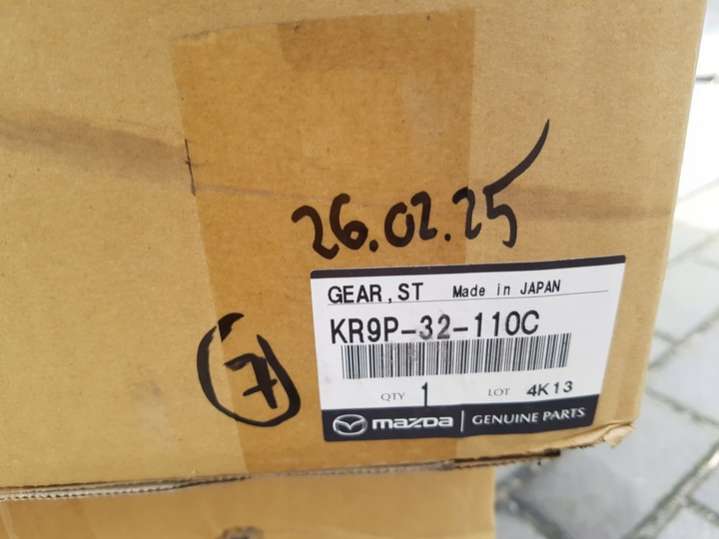 26.02.25
7
GEAR,ST Made in JAPAN
KR9P-32-110C
QTY 1 LOT 4K13
mazda GENUINE PARTS